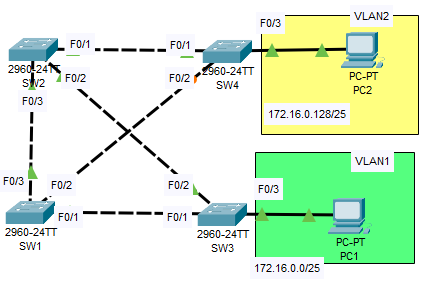 VLAN2
F0/3
F0/1
F0/1
2960-24TT
SW2
F0/2
F0/3
2960-24TT
SW4
F0/2
PC-PT
PC2
172.16.0.128/25
VLAN1
F0/3
F0/2
F0/2
F0/3
F0/1
F0/1
2960-24TT
SW1
2960-24TT
SW3
PC-PT
PC1
172.16.0.0/25